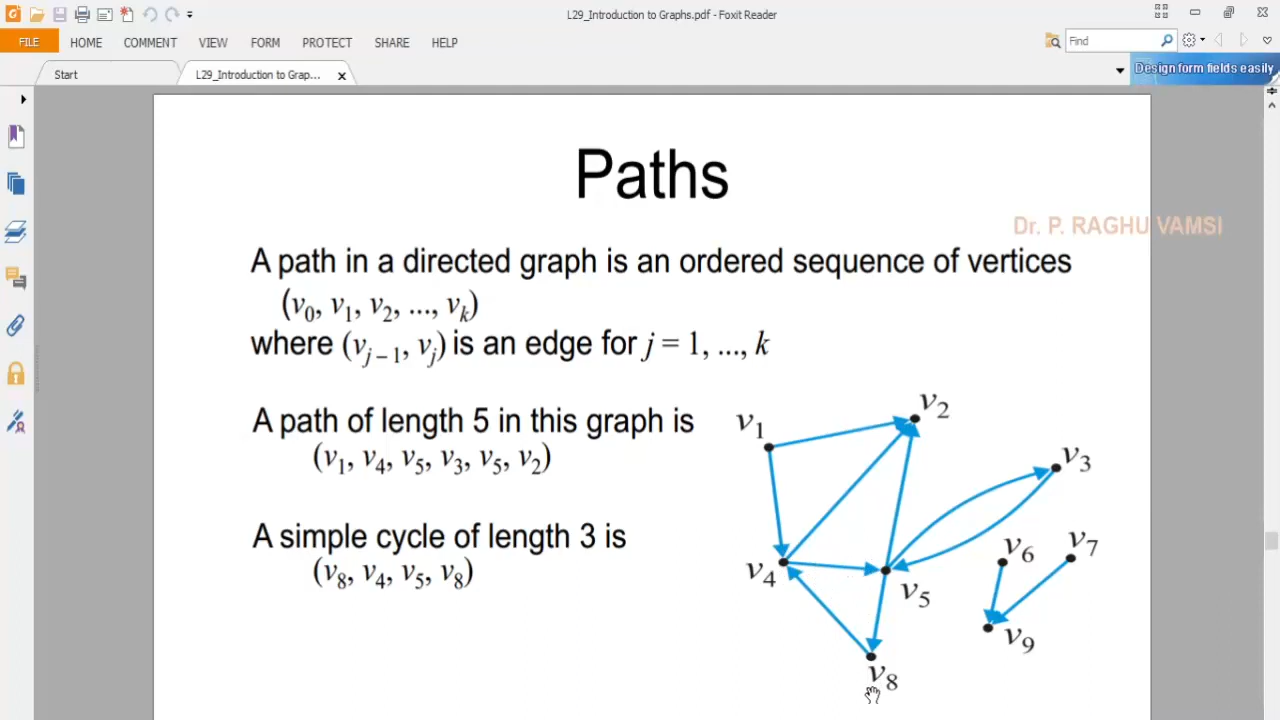 L29_Introduction to Graphs.pdf - Foxit Reader
FILE HOME COMMENT VIEW FORM PROTECT SHARE HELP
Find
Start
L29_Introduction to Grap...
Design form fields easily
Paths
Dr. P. RAGHU VAMSI
A path in a directed graph is an ordered sequence of vertices
(v0, v1, v2, ..., vk)
where (vj – 1, vj) is an edge for j = 1, ..., k
A path of length 5 in this graph is
(v1, v4, v5, v3, v5, v2)
A simple cycle of length 3 is
(v8, v4, v5, v8)
v1
v2
v3
v4
v5
v6
v7
v8
v9